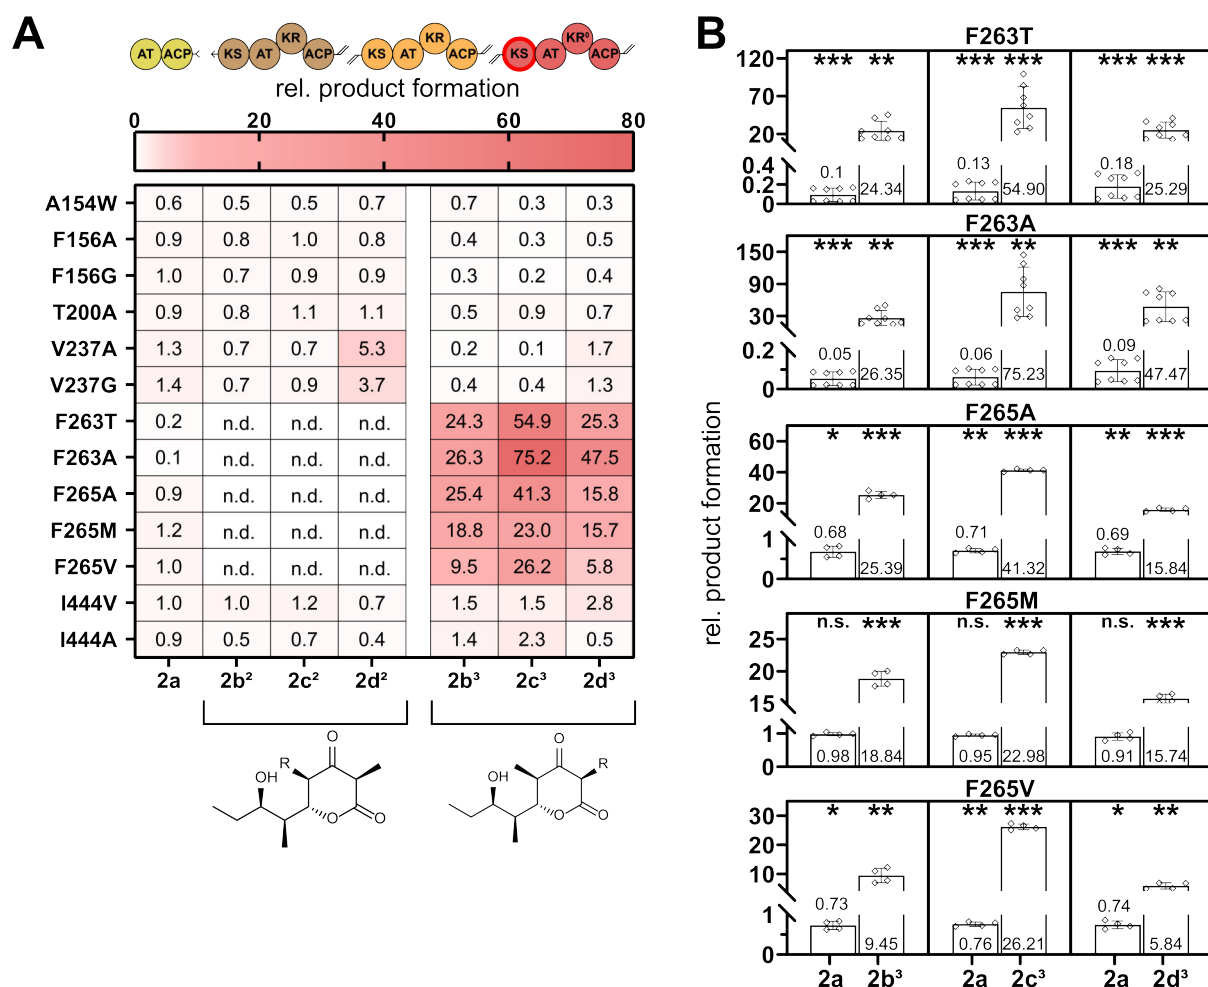 A
AT ACP KS AT KR ACP KS AT KR ACP KS AT KR⁰ ACP
rel. product formation
0 20 40 60 80
A154W 0.6 0.5 0.5 0.7 0.7 0.3 0.3
F156A 0.9 0.8 1.0 0.8 0.4 0.3 0.5
F156G 1.0 0.7 0.9 0.9 0.3 0.2 0.4
T200A 0.9 0.8 1.1 1.1 0.5 0.9 0.7
V237A 1.3 0.7 0.7 5.3 0.2 0.1 1.7
V237G 1.4 0.7 0.9 3.7 0.4 0.4 1.3
F263T 0.2 n.d. n.d. n.d. 24.3 54.9 25.3
F263A 0.1 n.d. n.d. n.d. 26.3 75.2 47.5
F265A 0.9 n.d. n.d. n.d. 25.4 41.3 15.8
F265M 1.2 n.d. n.d. n.d. 18.8 23.0 15.7
F265V 1.0 n.d. n.d. n.d. 9.5 26.2 5.8
I444V 1.0 1.0 1.2 0.7 1.5 1.5 2.8
I444A 0.9 0.5 0.7 0.4 1.4 2.3 0.5
2a 2b² 2c² 2d² 2b³ 2c³ 2d³
O
R
OH
O
O
O
R
OH
O
O
B
rel. product formation
F263T
*** ** *** *** *** ***
120
70
20
0.4
0.2
0
0.1 24.34 0.13 54.90 0.18 25.29
F263A
*** ** *** ** *** **
150
90
30
0.2
0
0.05 26.35 0.06 75.23 0.09 47.47
F265A
* *** ** *** ** ***
60
40
20
1
0
0.68 25.39 0.71 41.32 0.69 15.84
F265M
n.s. *** n.s. *** n.s. ***
25
20
15
1
0
0.98 18.84 0.95 22.98 0.91 15.74
F265V
* ** ** *** * **
30
20
10
1
0
0.73 9.45 0.76 26.21 0.74 5.84
2a 2b³ 2a 2c³ 2a 2d³